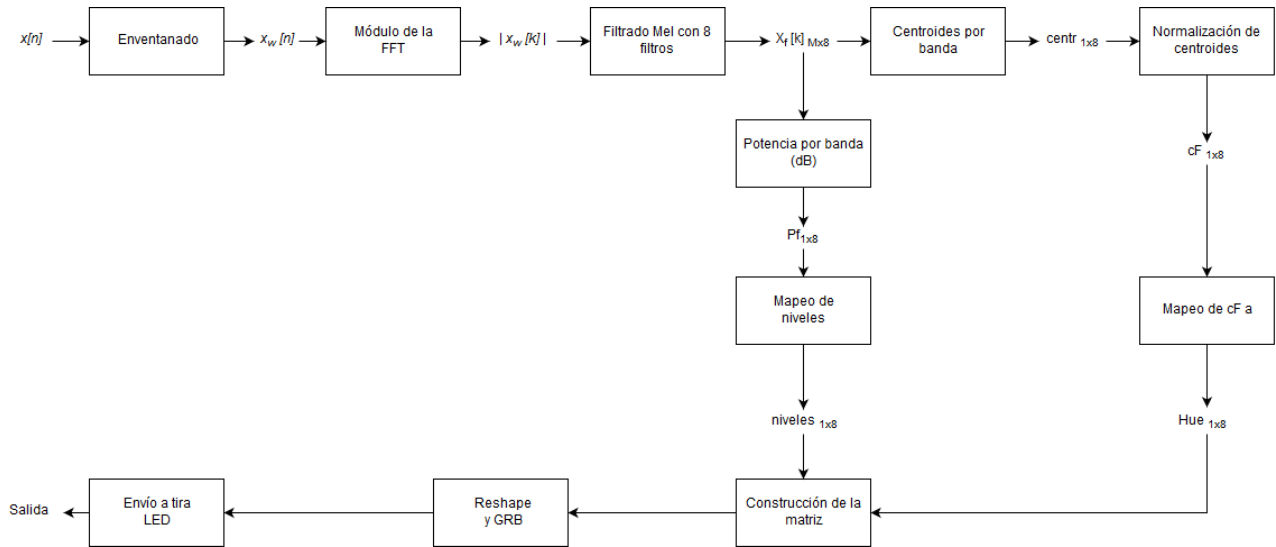 x[n]
Enventanado
x_w [n]
Módulo de la
FFT
| x_w [k] |
Filtrado Mel con 8
filtros
X_f [k] Mx8
Centroides por
banda
centr 1x8
Normalización de
centroides
Potencia por banda
(dB)
cF 1x8
Pf1x8
Mapeo de
niveles
Mapeo de cF a
niveles 1x8
Hue 1x8
Salida
Envío a tira
LED
Reshape
y GRB
Construcción de la
matriz